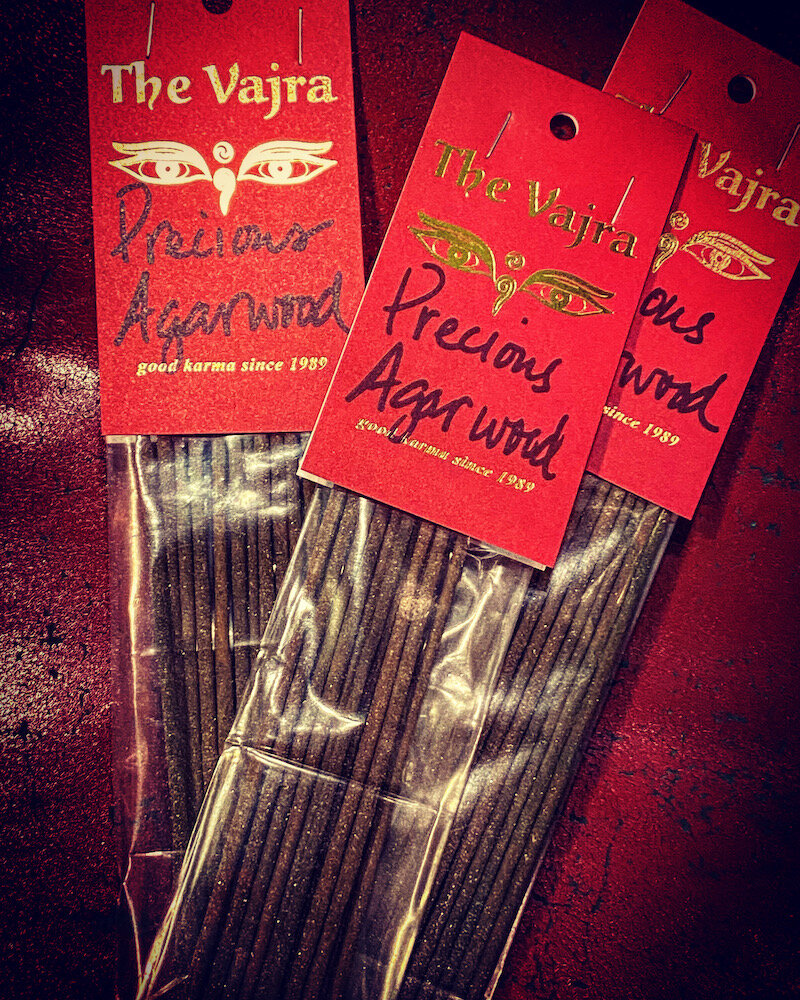 The Vajra
Precious
Agarwood
good karma since 1989
The Vajra
Precious
Agarwood
good karma since 1989
Vajra
ous
wood
since 1989